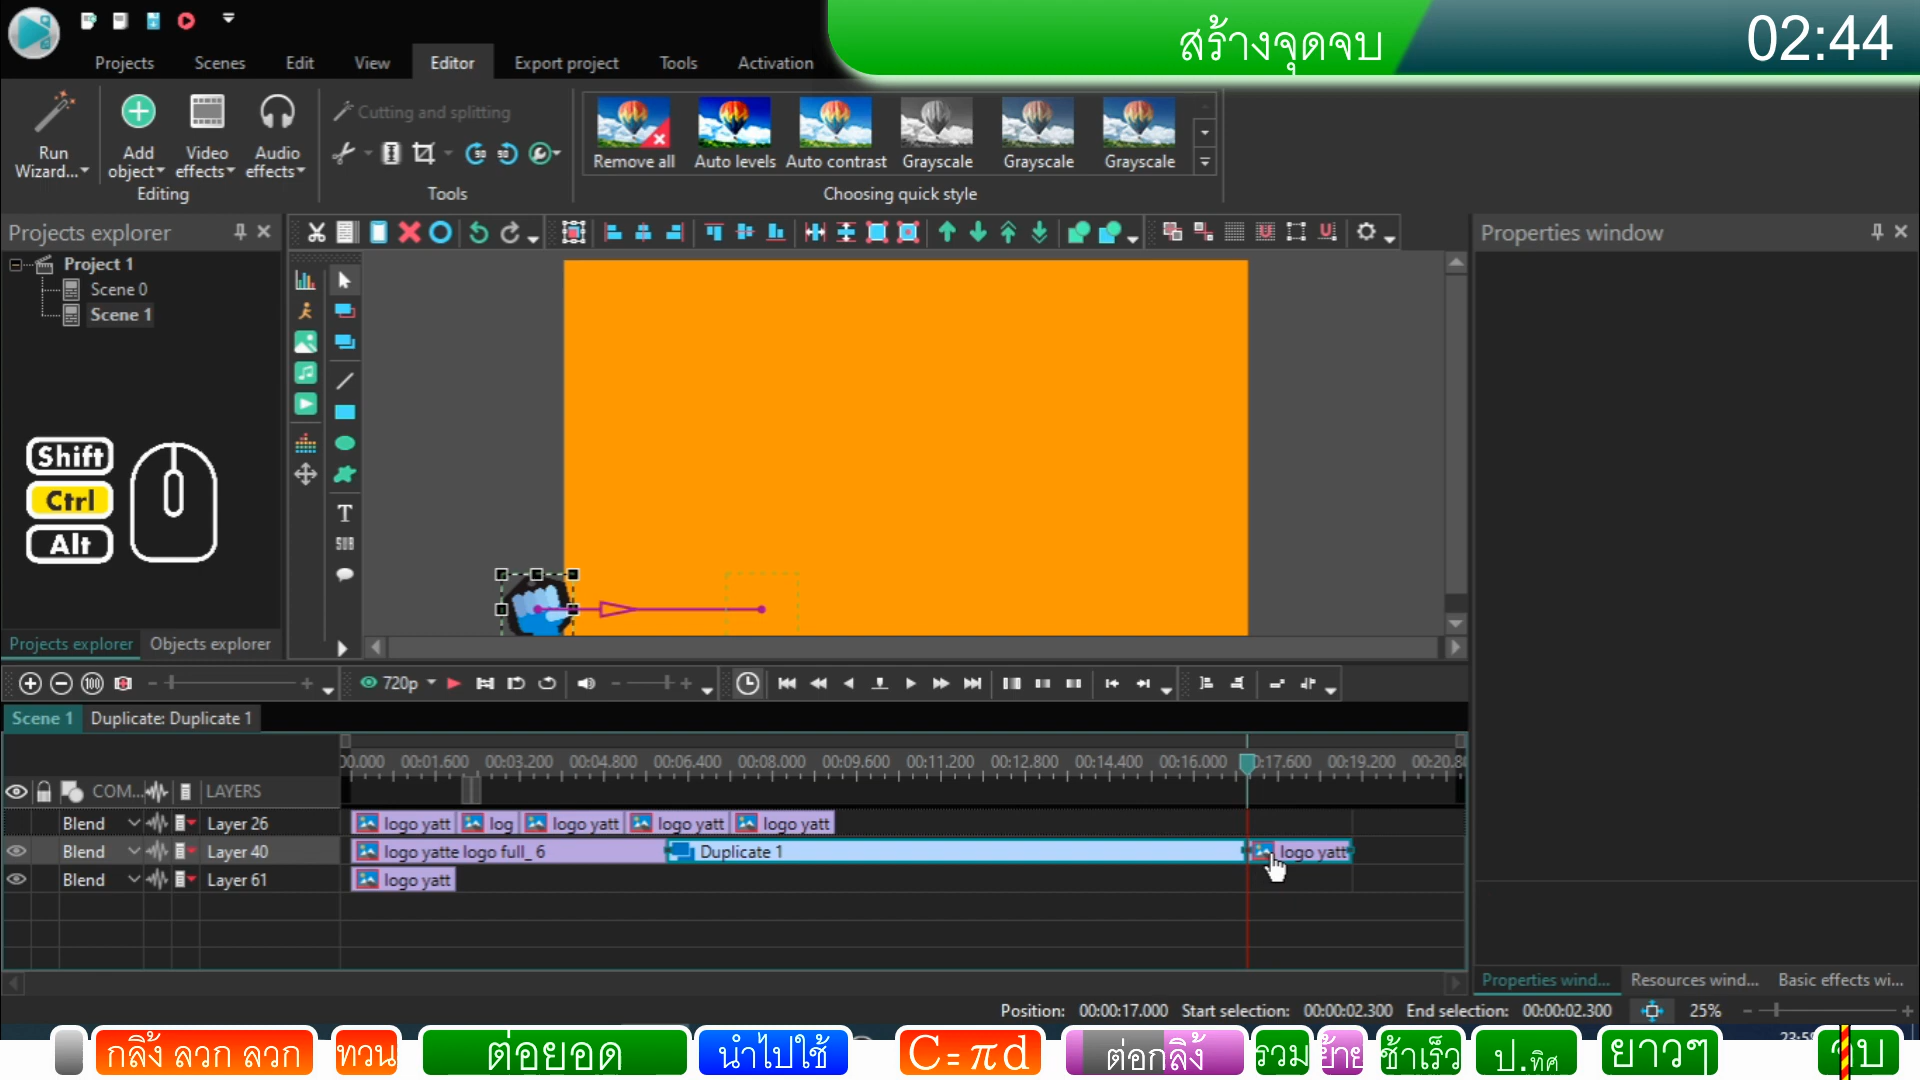 สร้างจุดจบ
02:44
Projects Scenes Edit View Editor Export project Tools Activation
Cutting and splitting
Run Wizard...
Add object
Video effects
Audio effects
Remove all Auto levels Auto contrast Grayscale Grayscale Grayscale
Editing Tools Choosing quick style
Projects explorer
Properties window
Project 1
Scene 0
Scene 1
Shift
Ctrl
Alt
T
SUB
Projects explorer Objects explorer
100 720p
Scene 1 Duplicate: Duplicate 1
00.000 00:01.600 00:03.200 00:04.800 00:06.400 00:08.000 00:09.600 00:11.200 00:12.800 00:14.400 00:16.000 0:17.600 00:19.200 00:20.8
COM... LAYERS
Blend Layer 26 logo yatt log logo yatt logo yatt logo yatt
Blend Layer 40 logo yatte logo full_ 6 Duplicate 1 logo yatt
Blend Layer 61 logo yatt
Properties wind... Resources wind... Basic effects wi...
Position: 00:00:17.000 Start selection: 00:00:02.300 End selection: 00:00:02.300 25%
กลิ้ง ลวก ลวก ทวน ต่อยอด นำไปใช้ C=πd ต่อกลิ้ง รวม ย้าย ช้าเร็ว ป.ทิศ ยาวๆ